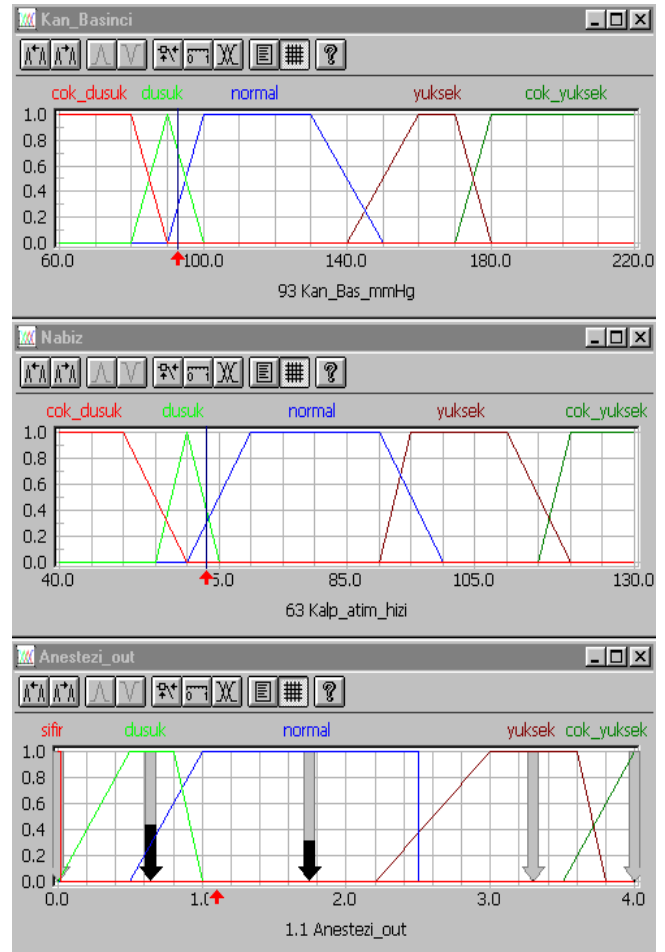 Kan_Basinci
cok_dusuk dusuk normal yuksek cok_yuksek
1.0
0.8
0.6
0.4
0.2
0.0
60.0 100.0 140.0 180.0 220.0
93 Kan_Bas_mmHg
Nabiz
cok_dusuk dusuk normal yuksek cok_yuksek
1.0
0.8
0.6
0.4
0.2
0.0
40.0 5.0 85.0 105.0 130.0
63 Kalp_atim_hizi
Anestezi_out
sifir dusuk normal yuksek cok_yuksek
1.0
0.8
0.6
0.4
0.2
0.0
0.0 2.0 3.0 4.0
1.1 Anestezi_out